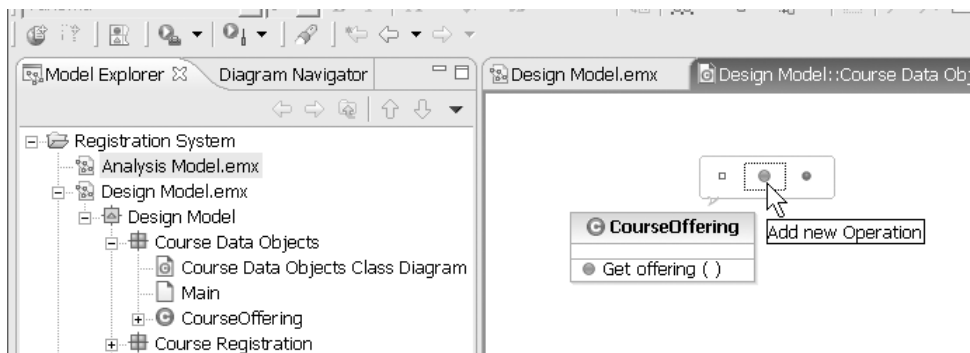 Model Explorer
Diagram Navigator
Design Model.emx
Design Model::Course Data Obj
Registration System
Analysis Model.emx
Design Model.emx
Design Model
Course Data Objects
Course Data Objects Class Diagram
Main
CourseOffering
Course Registration
CourseOffering
Get offering ( )
Add new Operation